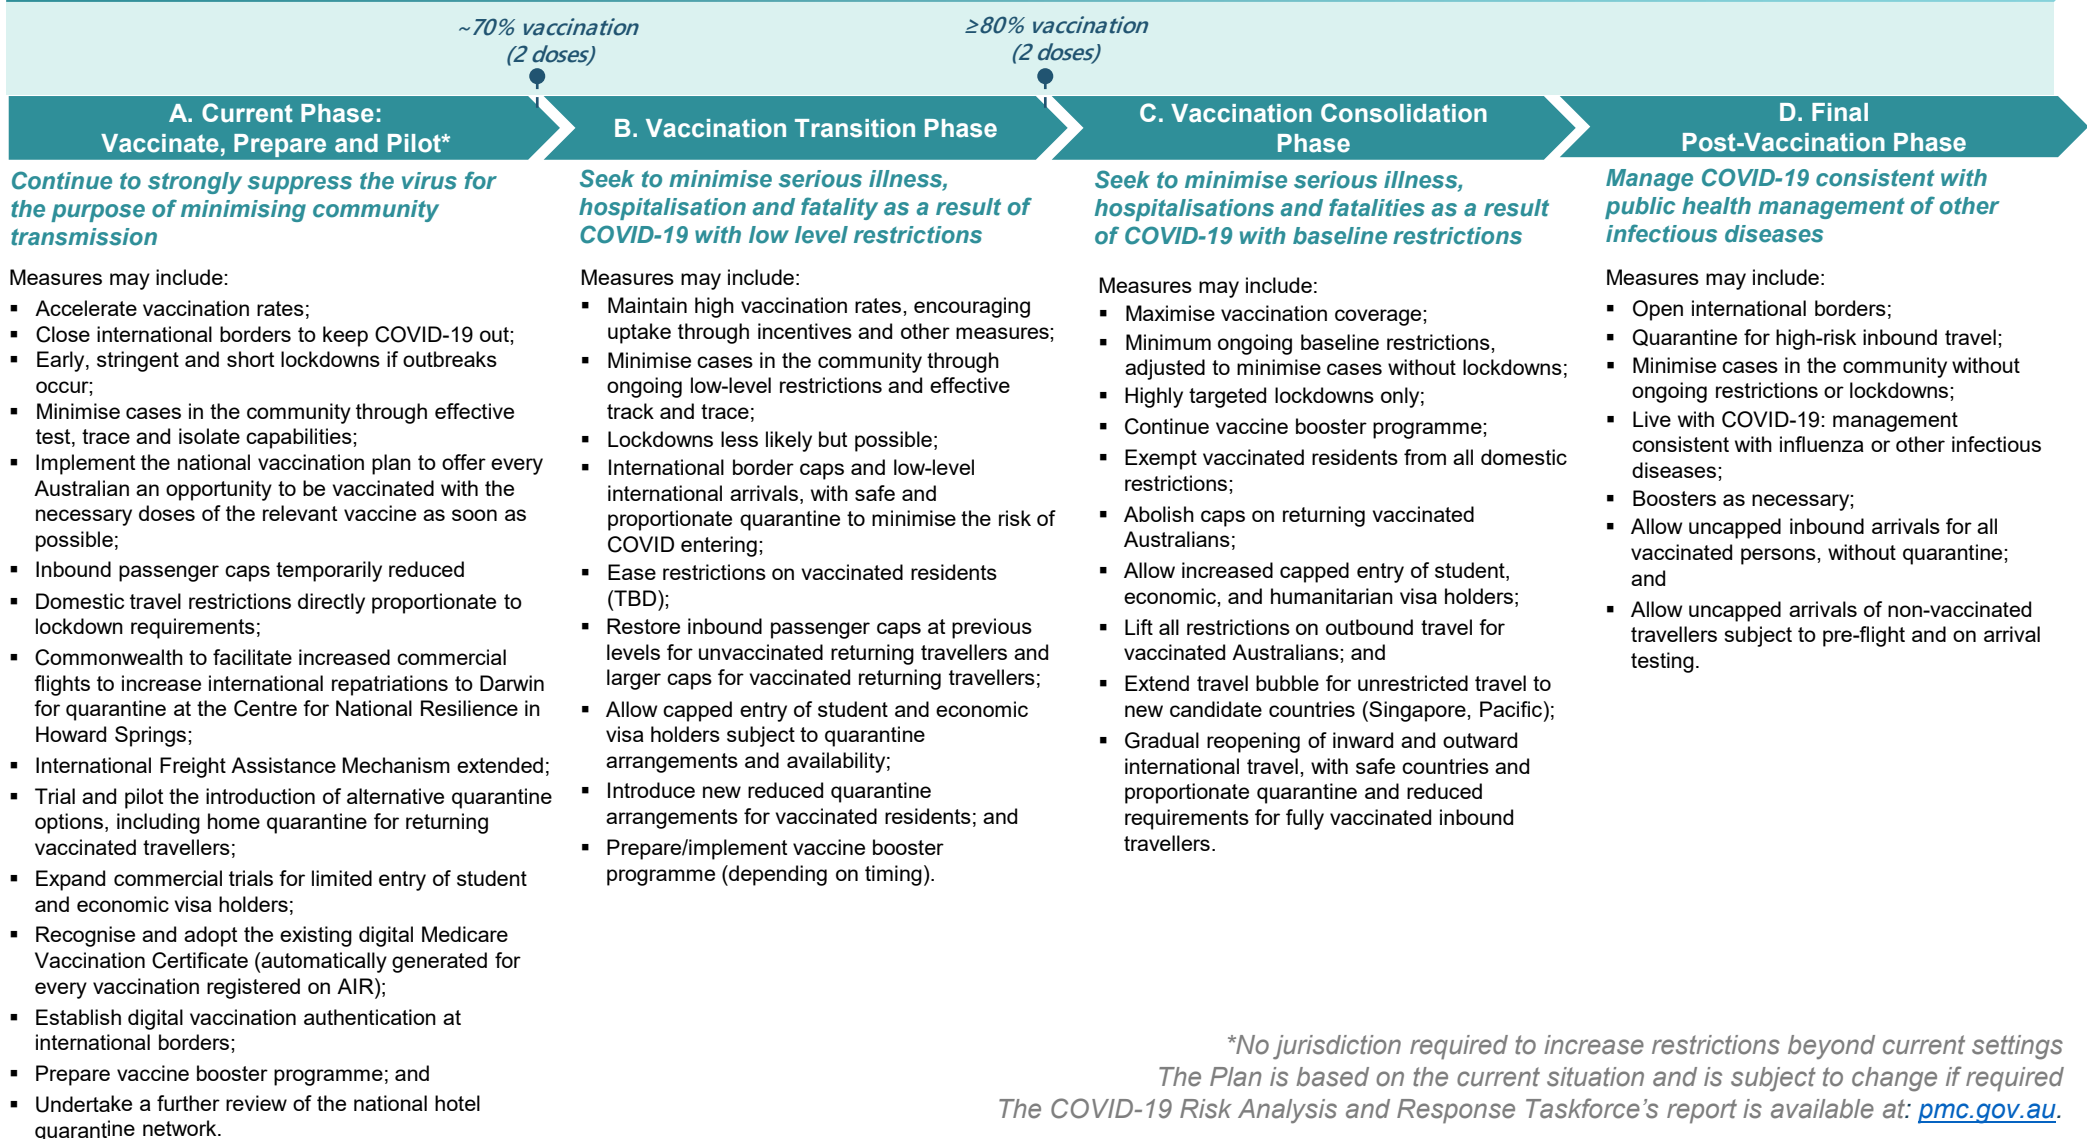 ~70% vaccination
(2 doses)
≥80% vaccination
(2 doses)
A. Current Phase:
Vaccinate, Prepare and Pilot*
Continue to strongly suppress the virus for
the purpose of minimising community
transmission
Measures may include:
▪ Accelerate vaccination rates;
▪ Close international borders to keep COVID-19 out;
▪ Early, stringent and short lockdowns if outbreaks
occur;
▪ Minimise cases in the community through effective
test, trace and isolate capabilities;
▪ Implement the national vaccination plan to offer every
Australian an opportunity to be vaccinated with the
necessary doses of the relevant vaccine as soon as
possible;
▪ Inbound passenger caps temporarily reduced
▪ Domestic travel restrictions directly proportionate to
lockdown requirements;
▪ Commonwealth to facilitate increased commercial
flights to increase international repatriations to Darwin
for quarantine at the Centre for National Resilience in
Howard Springs;
▪ International Freight Assistance Mechanism extended;
▪ Trial and pilot the introduction of alternative quarantine
options, including home quarantine for returning
vaccinated travellers;
▪ Expand commercial trials for limited entry of student
and economic visa holders;
▪ Recognise and adopt the existing digital Medicare
Vaccination Certificate (automatically generated for
every vaccination registered on AIR);
▪ Establish digital vaccination authentication at
international borders;
▪ Prepare vaccine booster programme; and
▪ Undertake a further review of the national hotel
quarantine network.
B. Vaccination Transition Phase
Seek to minimise serious illness,
hospitalisation and fatality as a result of
COVID-19 with low level restrictions
Measures may include:
▪ Maintain high vaccination rates, encouraging
uptake through incentives and other measures;
▪ Minimise cases in the community through
ongoing low-level restrictions and effective
track and trace;
▪ Lockdowns less likely but possible;
▪ International border caps and low-level
international arrivals, with safe and
proportionate quarantine to minimise the risk of
COVID entering;
▪ Ease restrictions on vaccinated residents
(TBD);
▪ Restore inbound passenger caps at previous
levels for unvaccinated returning travellers and
larger caps for vaccinated returning travellers;
▪ Allow capped entry of student and economic
visa holders subject to quarantine
arrangements and availability;
▪ Introduce new reduced quarantine
arrangements for vaccinated residents; and
▪ Prepare/implement vaccine booster
programme (depending on timing).
C. Vaccination Consolidation
Phase
Seek to minimise serious illness,
hospitalisations and fatalities as a result
of COVID-19 with baseline restrictions
Measures may include:
▪ Maximise vaccination coverage;
▪ Minimum ongoing baseline restrictions,
adjusted to minimise cases without lockdowns;
▪ Highly targeted lockdowns only;
▪ Continue vaccine booster programme;
▪ Exempt vaccinated residents from all domestic
restrictions;
▪ Abolish caps on returning vaccinated
Australians;
▪ Allow increased capped entry of student,
economic, and humanitarian visa holders;
▪ Lift all restrictions on outbound travel for
vaccinated Australians; and
▪ Extend travel bubble for unrestricted travel to
new candidate countries (Singapore, Pacific);
▪ Gradual reopening of inward and outward
international travel, with safe countries and
proportionate quarantine and reduced
requirements for fully vaccinated inbound
travellers.
D. Final
Post-Vaccination Phase
Manage COVID-19 consistent with
public health management of other
infectious diseases
Measures may include:
▪ Open international borders;
▪ Quarantine for high-risk inbound travel;
▪ Minimise cases in the community without
ongoing restrictions or lockdowns;
▪ Live with COVID-19: management
consistent with influenza or other infectious
diseases;
▪ Boosters as necessary;
▪ Allow uncapped inbound arrivals for all
vaccinated persons, without quarantine;
and
▪ Allow uncapped arrivals of non-vaccinated
travellers subject to pre-flight and on arrival
testing.
*No jurisdiction required to increase restrictions beyond current settings
The Plan is based on the current situation and is subject to change if required
The COVID-19 Risk Analysis and Response Taskforce's report is available at: pmc.gov.au.